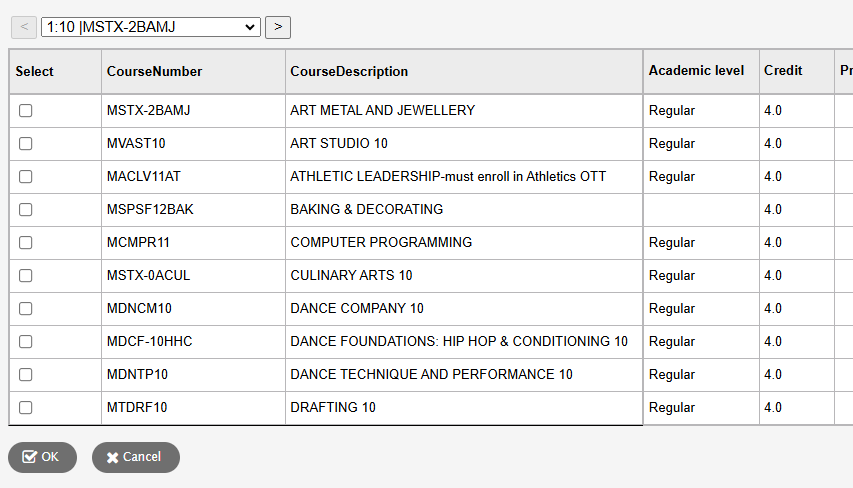 < 1:10 |MSTX-2BAMJ >
Select CourseNumber CourseDescription Academic level Credit Pr
MSTX-2BAMJ ART METAL AND JEWELLERY Regular 4.0
MVAST10 ART STUDIO 10 Regular 4.0
MACLV11AT ATHLETIC LEADERSHIP-must enroll in Athletics OTT Regular 4.0
MSPSF12BAK BAKING & DECORATING 4.0
MCMPR11 COMPUTER PROGRAMMING Regular 4.0
MSTX-0ACUL CULINARY ARTS 10 Regular 4.0
MDNCM10 DANCE COMPANY 10 Regular 4.0
MDCF-10HHC DANCE FOUNDATIONS: HIP HOP & CONDITIONING 10 Regular 4.0
MDNTP10 DANCE TECHNIQUE AND PERFORMANCE 10 Regular 4.0
MTDRF10 DRAFTING 10 Regular 4.0
OK Cancel